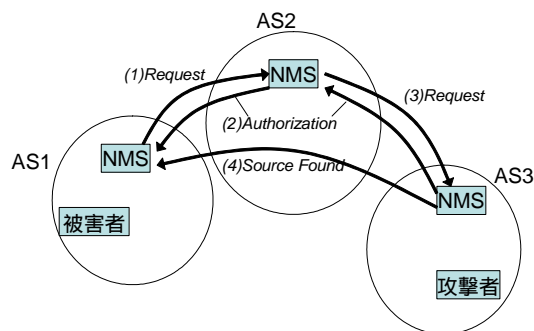 AS2
NMS
(1)Request
(3)Request
(2)Authorization
AS1
NMS
(4)Source Found
AS3
NMS
被害者
攻撃者